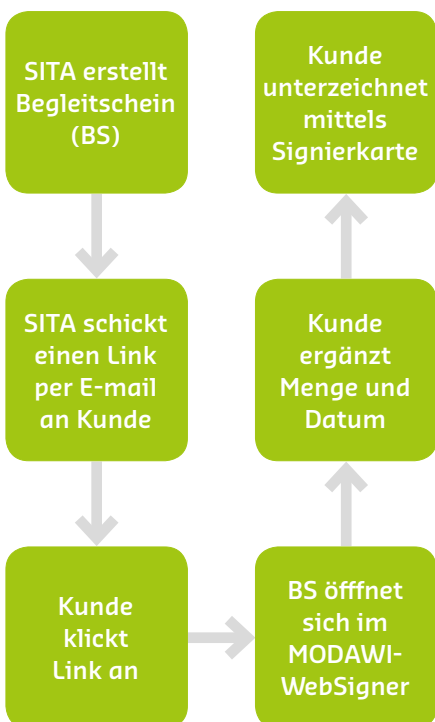 SITA erstellt
Begleitschein
(BS)
SITA schickt
einen Link
per E-mail
an Kunde
Kunde
klickt
Link an
BS öfffnet
sich im
MODAWI-
WebSigner
Kunde
ergänzt
Menge und
Datum
Kunde
unterzeichnet
mittels
Signierkarte